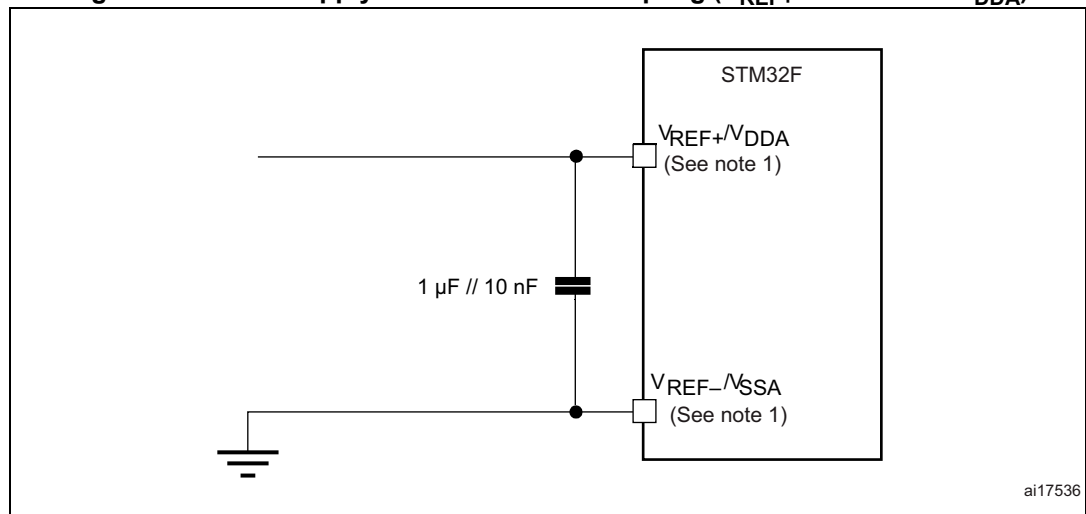 STM32F
VREF+/VDDA
(See note 1)
1 µF // 10 nF
VREF–/VSSA
(See note 1)
ai17536